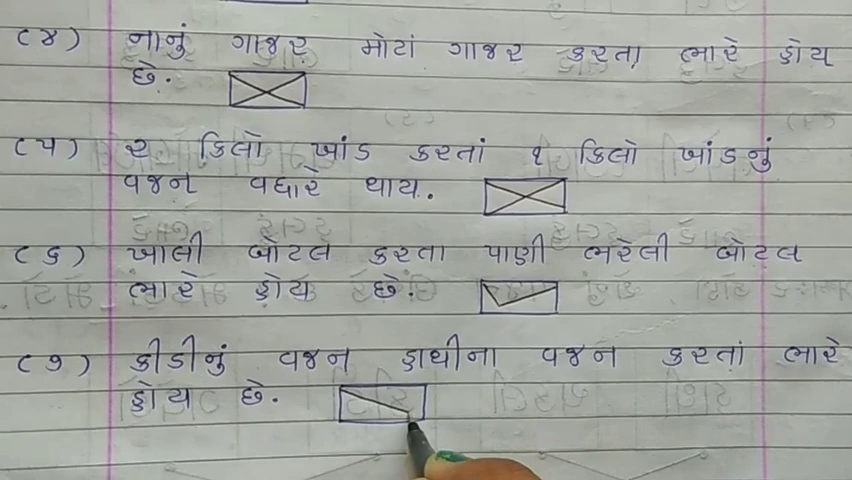 (૪) નાનું ગાજર મોટાં ગાજર કરતા ભારે હોય
છે.
(૫) ૨ કિલો ખાંડ કરતાં ૧ કિલો ખાંડનું
વજન વધારે થાય.
(૬) ખાલી બોટલ કરતા પાણી ભરેલી બોટલ
ભારે હોય છે.
(૭) કીડીનું વજન હાથીના વજન કરતાં ભારે
હોય છે.